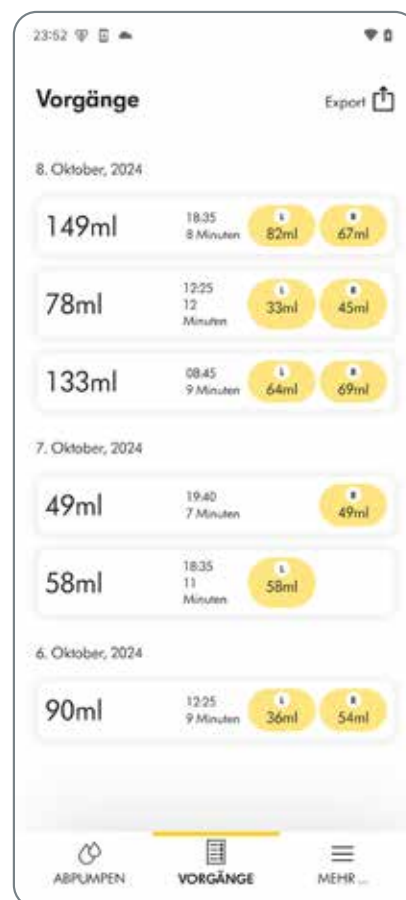 23:52
Vorgänge
Export
8. Oktober, 2024
149ml
18:35
8 Minuten
L
82ml
R
67ml
78ml
12:25
12
Minuten
L
33ml
R
45ml
133ml
08:45
9 Minuten
L
64ml
R
69ml
7. Oktober, 2024
49ml
19:40
7 Minuten
R
49ml
58ml
18:35
11
Minuten
L
58ml
6. Oktober, 2024
90ml
12:25
9 Minuten
L
36ml
R
54ml
ABPUMPEN
VORGÄNGE
MEHR ...